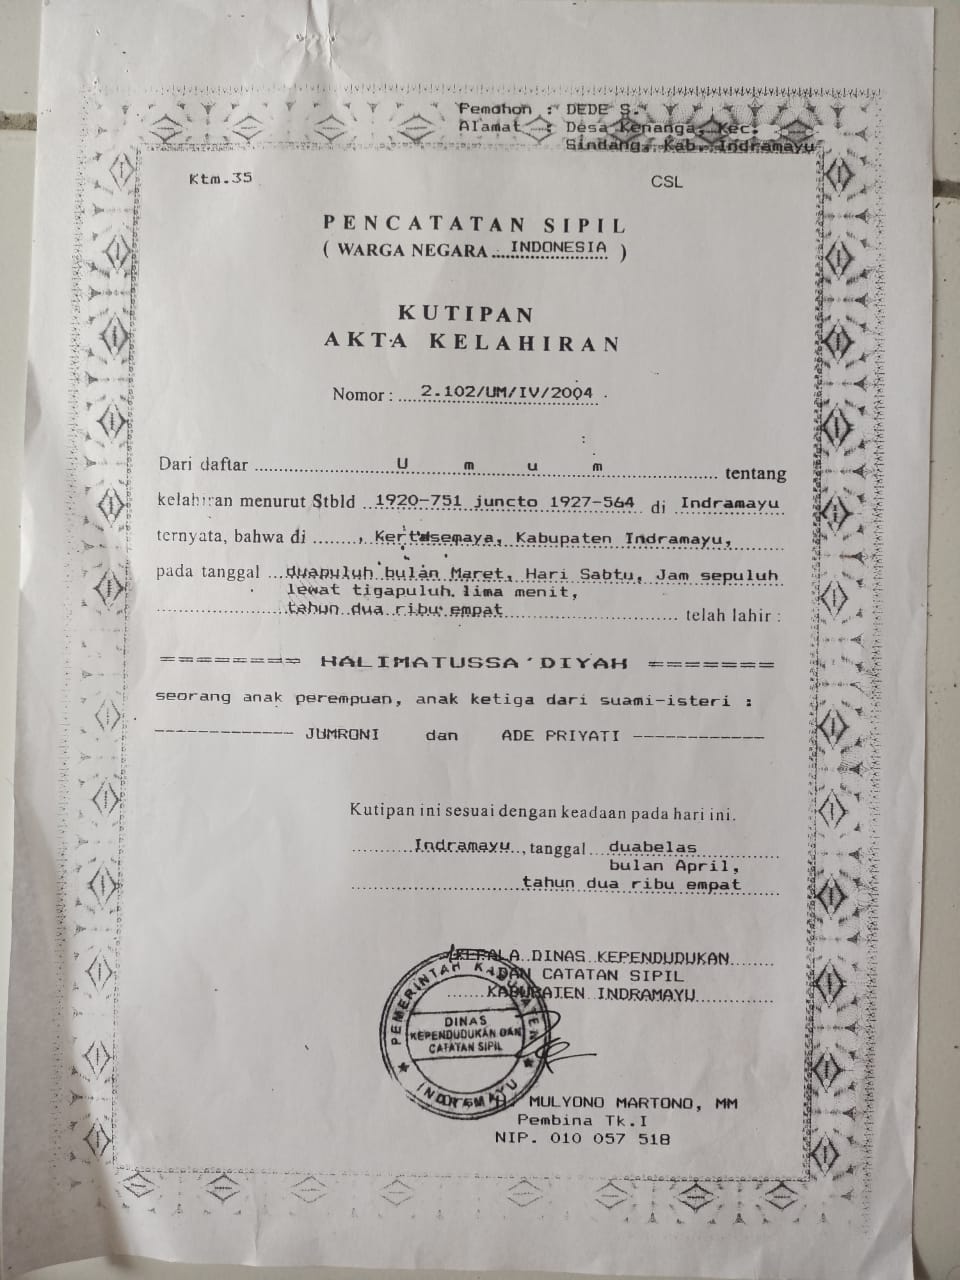 Pemohon : DEDE S.
Alamat : Desa Kenanga, Kec.
Sindang, Kab. Indramayu
Ktm.35 CSL
PENCATATAN SIPIL
( WARGA NEGARA ..INDONESIA )
KUTIPAN
AKTA KELAHIRAN
Nomor : 2.102/UM/IV/2004
Dari daftar U m u m tentang
kelahiran menurut Stbld 1920-751 juncto 1927-564 di Indramayu
ternyata, bahwa di ......, Kertasemaya, Kabupaten Indramayu,
pada tanggal duapuluh bulan Maret, Hari Sabtu, Jam sepuluh
lewat tigapuluh lima menit,
tahun dua ribu empat telah lahir :
======== HALIMATUSSA'DIYAH =======
seorang anak perempuan, anak ketiga dari suami-isteri :
------------- JUMRONI dan ADE PRIYATI ------------
Kutipan ini sesuai dengan keadaan pada hari ini.
Indramayu, tanggal duabelas
bulan April,
tahun dua ribu empat
KEPALA DINAS KEPENDUDUKAN
DAN CATATAN SIPIL
KABUPATEN INDRAMAYU
PEMERINTAH KABUPATEN
DINAS
KEPENDUDUKAN DAN
CATATAN SIPIL
INDRAMAYU
MULYONO MARTONO, MM
Pembina Tk.I
NIP. 010 057 518